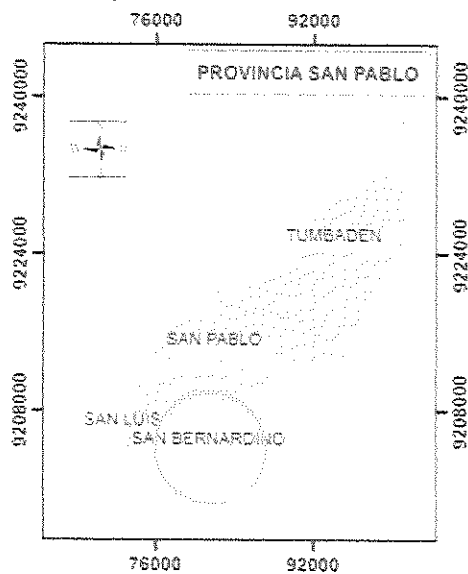 76000 92000
PROVINCIA SAN PABLO
9240000 9240000
TUMBADEN
9224000 9224000
SAN PABLO
9208000 9208000
SAN LUIS
SAN BERNARDINO
76000 92000